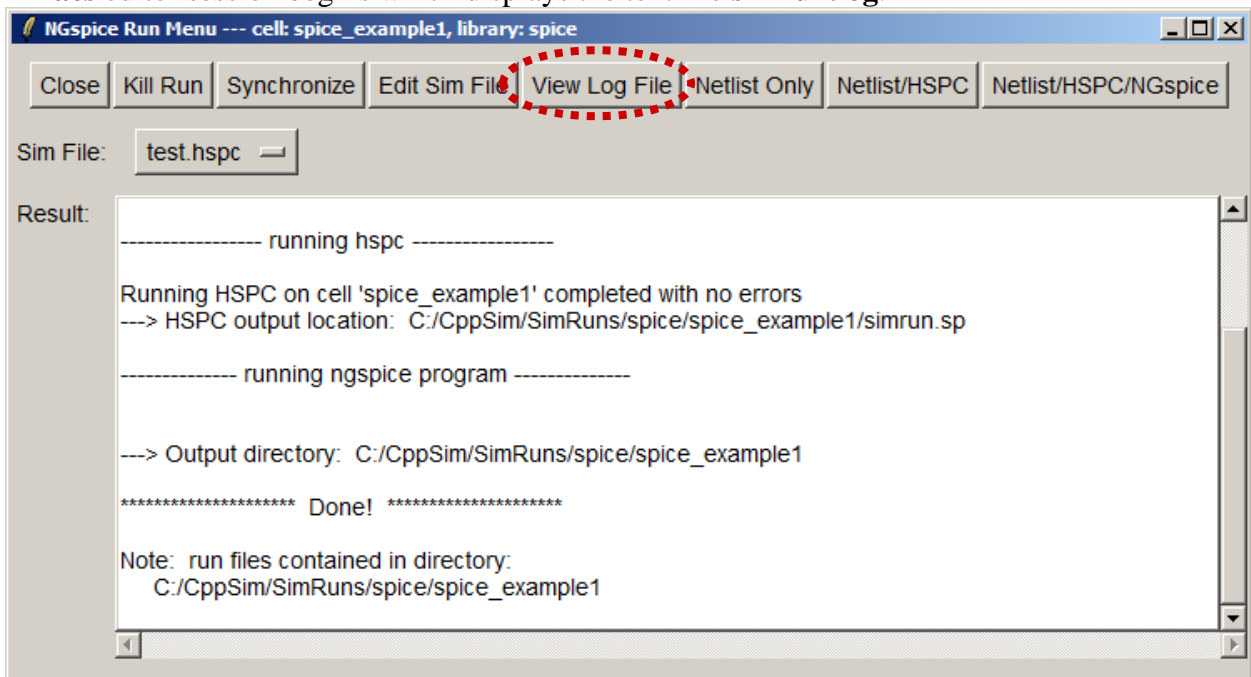 NGspice Run Menu --- cell: spice_example1, library: spice
Close Kill Run Synchronize Edit Sim File View Log File Netlist Only Netlist/HSPC Netlist/HSPC/NGspice
Sim File: test.hspc
Result:
----------------- running hspc -----------------
Running HSPC on cell 'spice_example1' completed with no errors
---> HSPC output location: C:/CppSim/SimRuns/spice/spice_example1/simrun.sp
-------------- running ngspice program --------------
---> Output directory: C:/CppSim/SimRuns/spice/spice_example1
********************* Done! *********************
Note: run files contained in directory:
C:/CppSim/SimRuns/spice/spice_example1